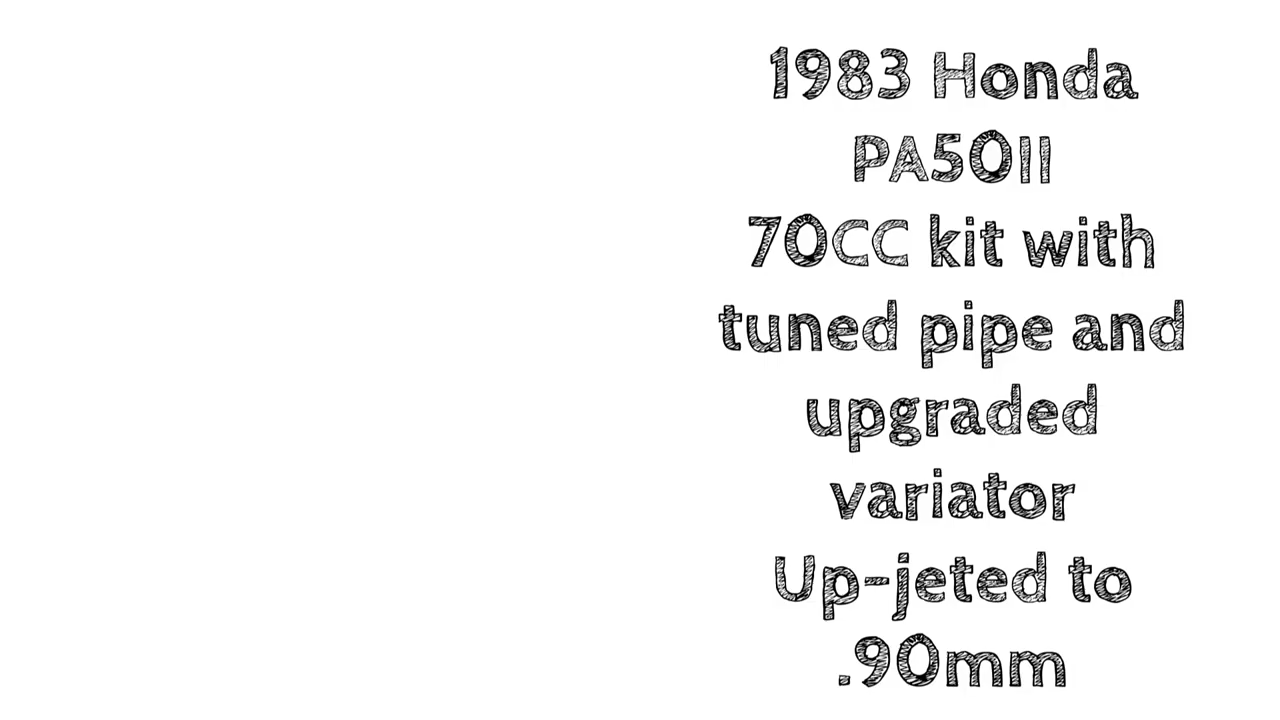 1983 Honda
PA50II
70CC kit with
tuned pipe and
upgraded
variator
Up-jeted to
.90mm